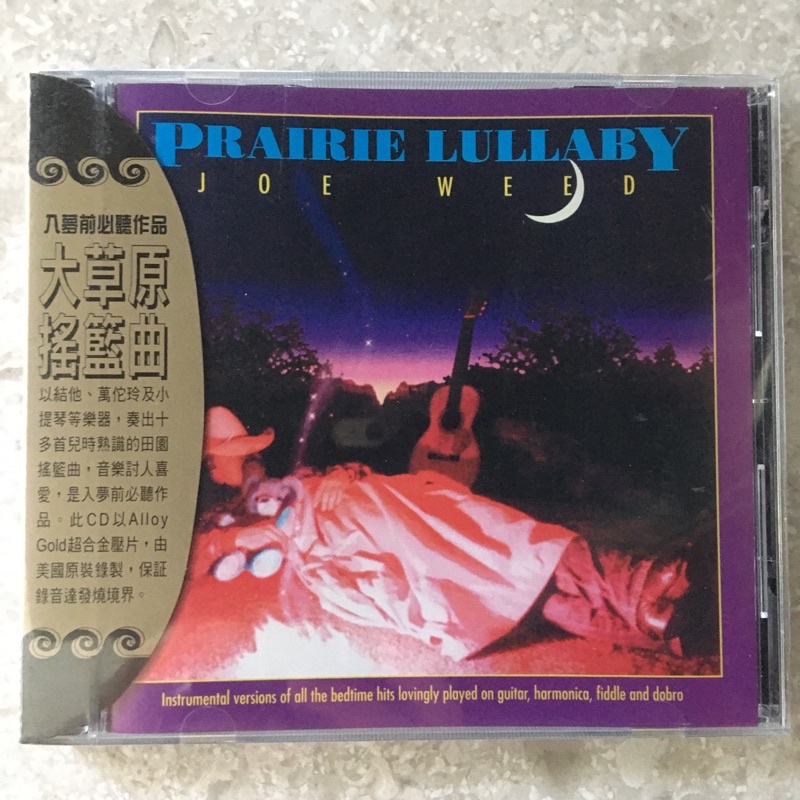 PRAIRIE LULLABY
JOE WEED
入夢前必聽作品
大草原
搖籃曲
以結他、萬佗玲及小
提琴等樂器，奏出十
多首兒時熟識的田園
搖籃曲，音樂討人喜
愛，是入夢前必聽作
品。此CD以Alloy
Gold超合金壓片，由
美國原裝錄製，保証
錄音達發燒境界。
Instrumental versions of all the bedtime hits lovingly played on guitar, harmonica, fiddle and dobro